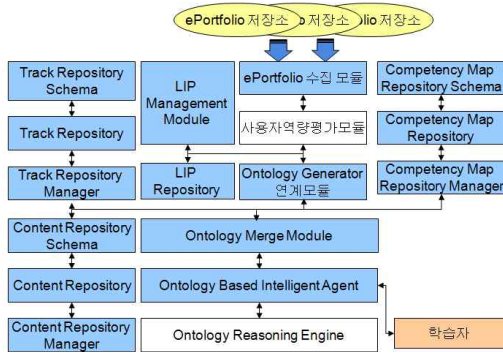 ePortfolio 저장소 저장소 olio 저장소
Track Repository
Schema
LIP
Management
Module
ePortfolio 수집 모듈
Competency Map
Repository Schema
Track Repository
사용자역량평가모듈
Competency Map
Repository
Track Repository
Manager
LIP
Repository
Ontology Generator
연계모듈
Competency Map
Repository Manager
Content Repository
Schema
Ontology Merge Module
Content Repository
Ontology Based Intelligent Agent
Content Repository
Manager
Ontology Reasoning Engine
학습자